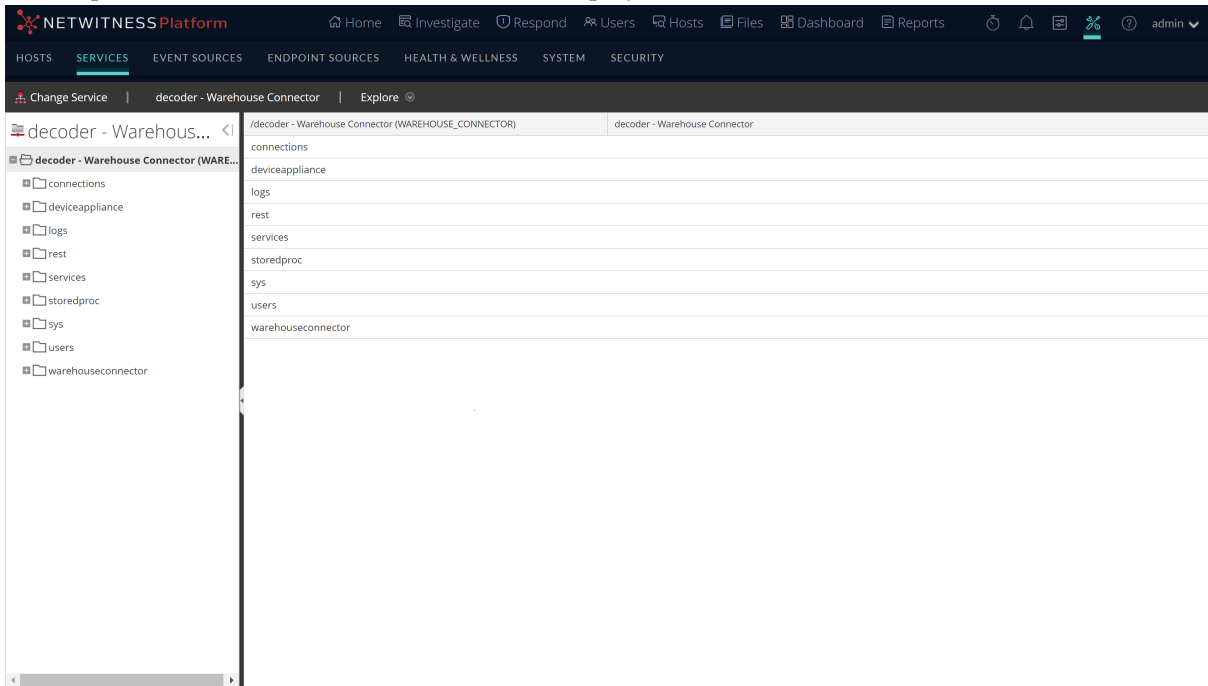 NETWITNESS Platform Home Investigate Respond Users Hosts Files Dashboard Reports admin
HOSTS SERVICES EVENT SOURCES ENDPOINT SOURCES HEALTH & WELLNESS SYSTEM SECURITY
Change Service | decoder - Warehouse Connector | Explore
decoder - Warehous...
decoder - Warehouse Connector (WARE...
connections
deviceappliance
logs
rest
services
storedproc
sys
users
warehouseconnector
/decoder - Warehouse Connector (WAREHOUSE_CONNECTOR) decoder - Warehouse Connector
connections
deviceappliance
logs
rest
services
storedproc
sys
users
warehouseconnector